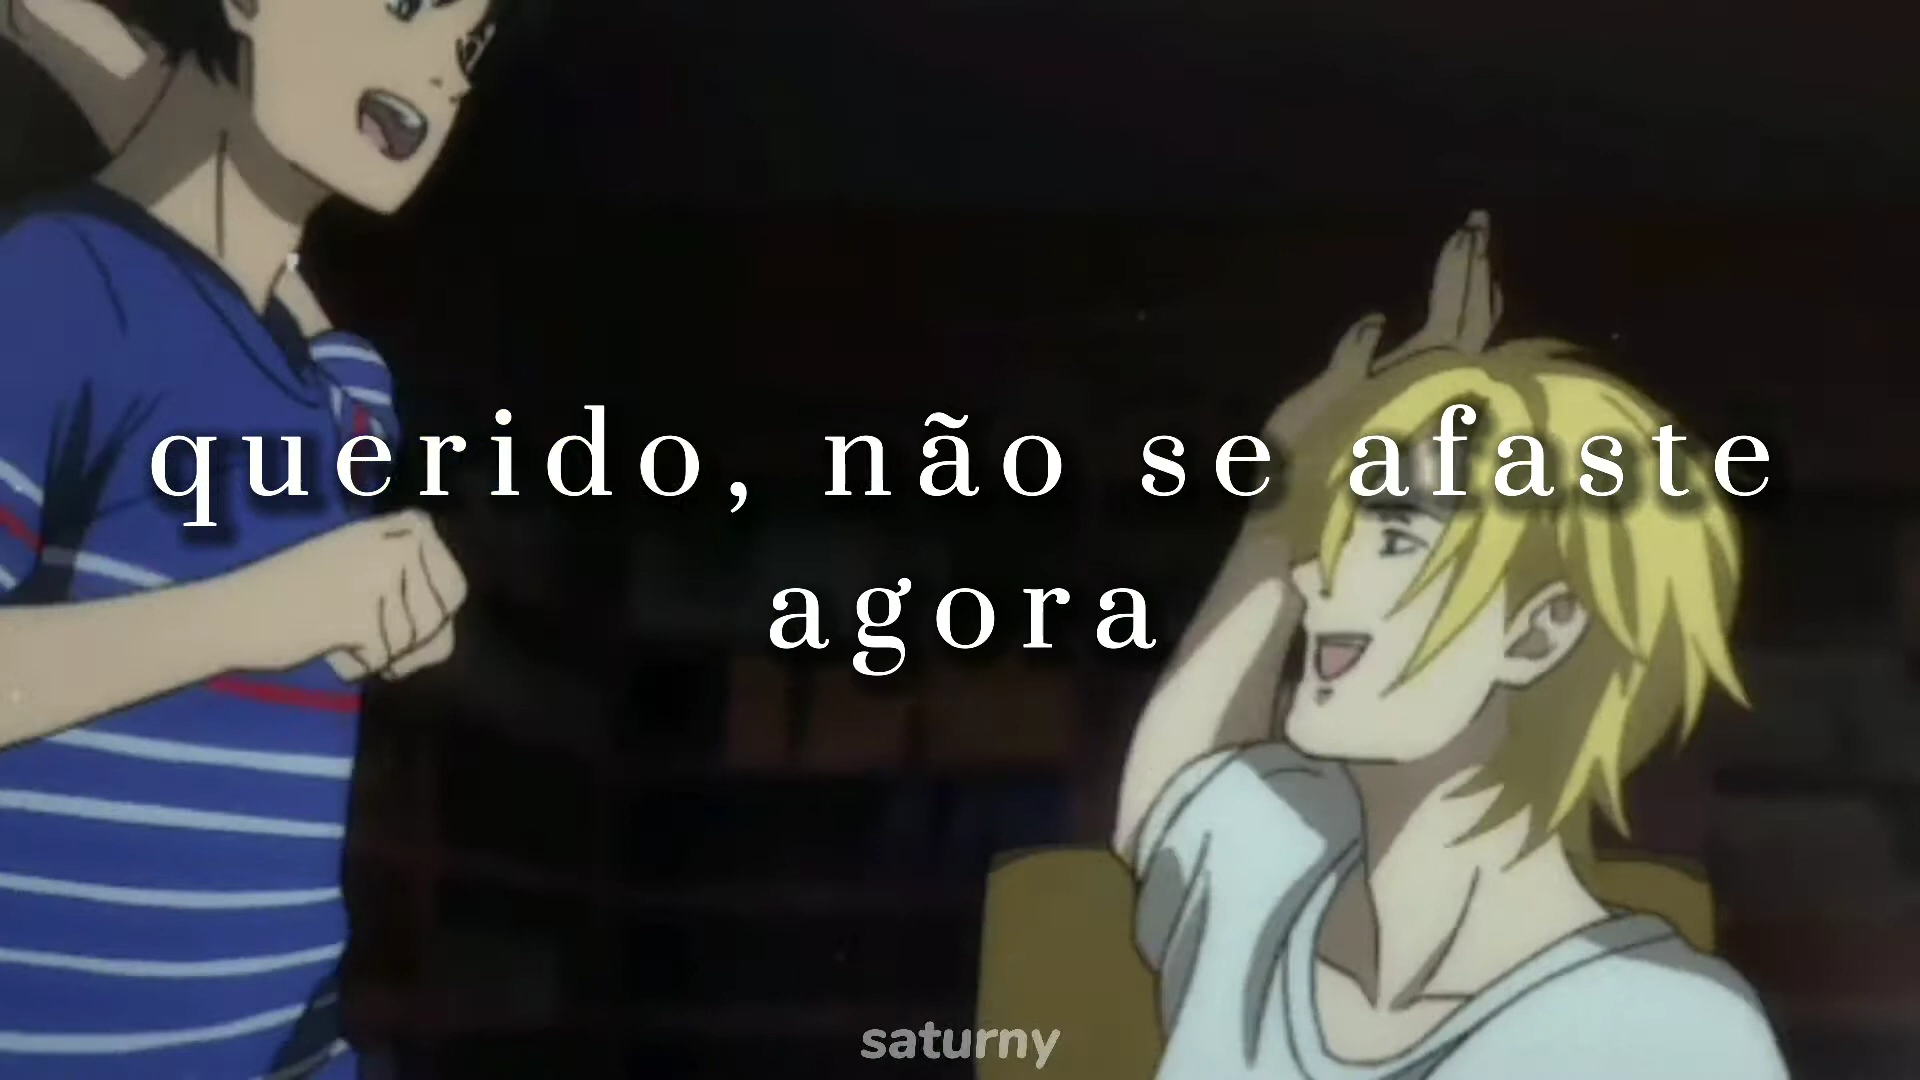 querido, não se afaste
agora
saturny